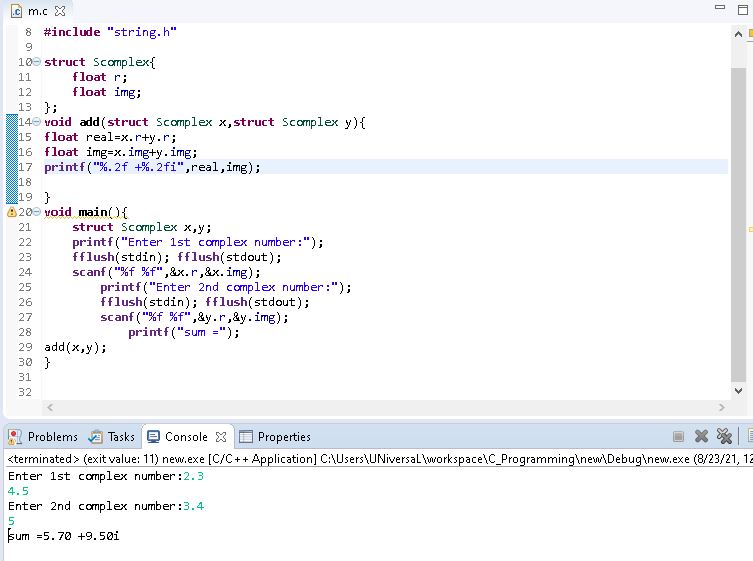 m.c
8 #include "string.h"
9
10 struct Scomplex{
11 float r;
12 float img;
13 };
14 void add(struct Scomplex x,struct Scomplex y){
15 float real=x.r+y.r;
16 float img=x.img+y.img;
17 printf("%.2f +%.2fi",real,img);
18
19 }
20 void main(){
21 struct Scomplex x,y;
22 printf("Enter 1st complex number:");
23 fflush(stdin); fflush(stdout);
24 scanf("%f %f",&x.r,&x.img);
25 printf("Enter 2nd complex number:");
26 fflush(stdin); fflush(stdout);
27 scanf("%f %f",&y.r,&y.img);
28 printf("sum =");
29 add(x,y);
30 }
31
32
Problems Tasks Console Properties
<terminated> (exit value: 11) new.exe [C/C++ Application] C:\Users\UNiversaL\workspace\C_Programming\new\Debug\new.exe (8/23/21, 12
Enter 1st complex number:2.3
4.5
Enter 2nd complex number:3.4
5
sum =5.70 +9.50i